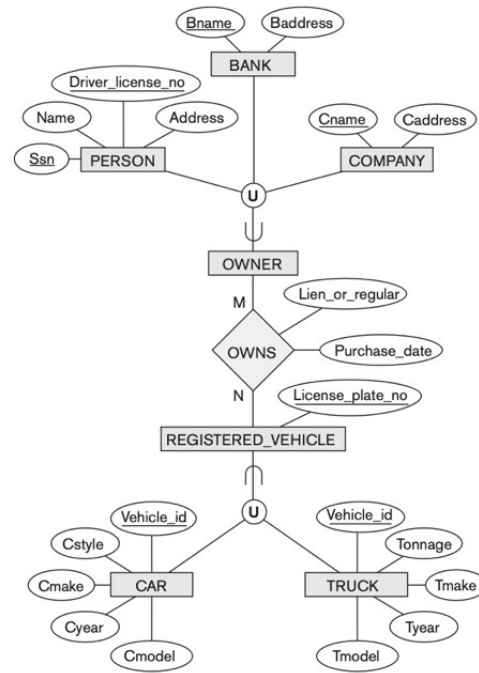 Bname Baddress
BANK
Driver_license_no
Name Address Cname Caddress
Ssn PERSON COMPANY
U
OWNER
M Lien_or_regular
OWNS Purchase_date
N License_plate_no
REGISTERED_VEHICLE
U
Vehicle_id Vehicle_id
Cstyle Tonnage
Cmake CAR TRUCK Tmake
Cyear Tyear
Cmodel Tmodel